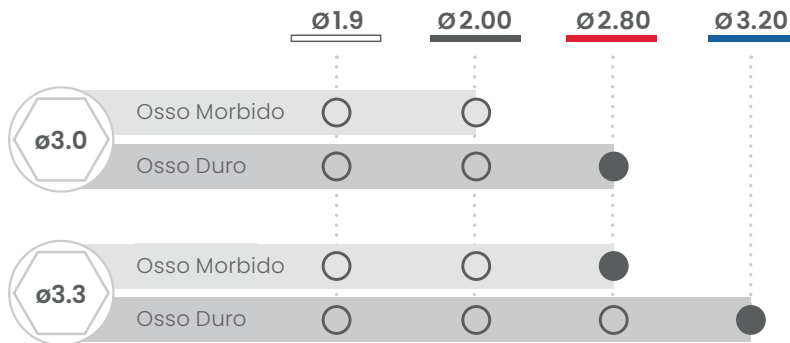 ø1.9 ø2.00 ø2.80 ø3.20
Osso Morbido
ø3.0
Osso Duro
Osso Morbido
ø3.3
Osso Duro